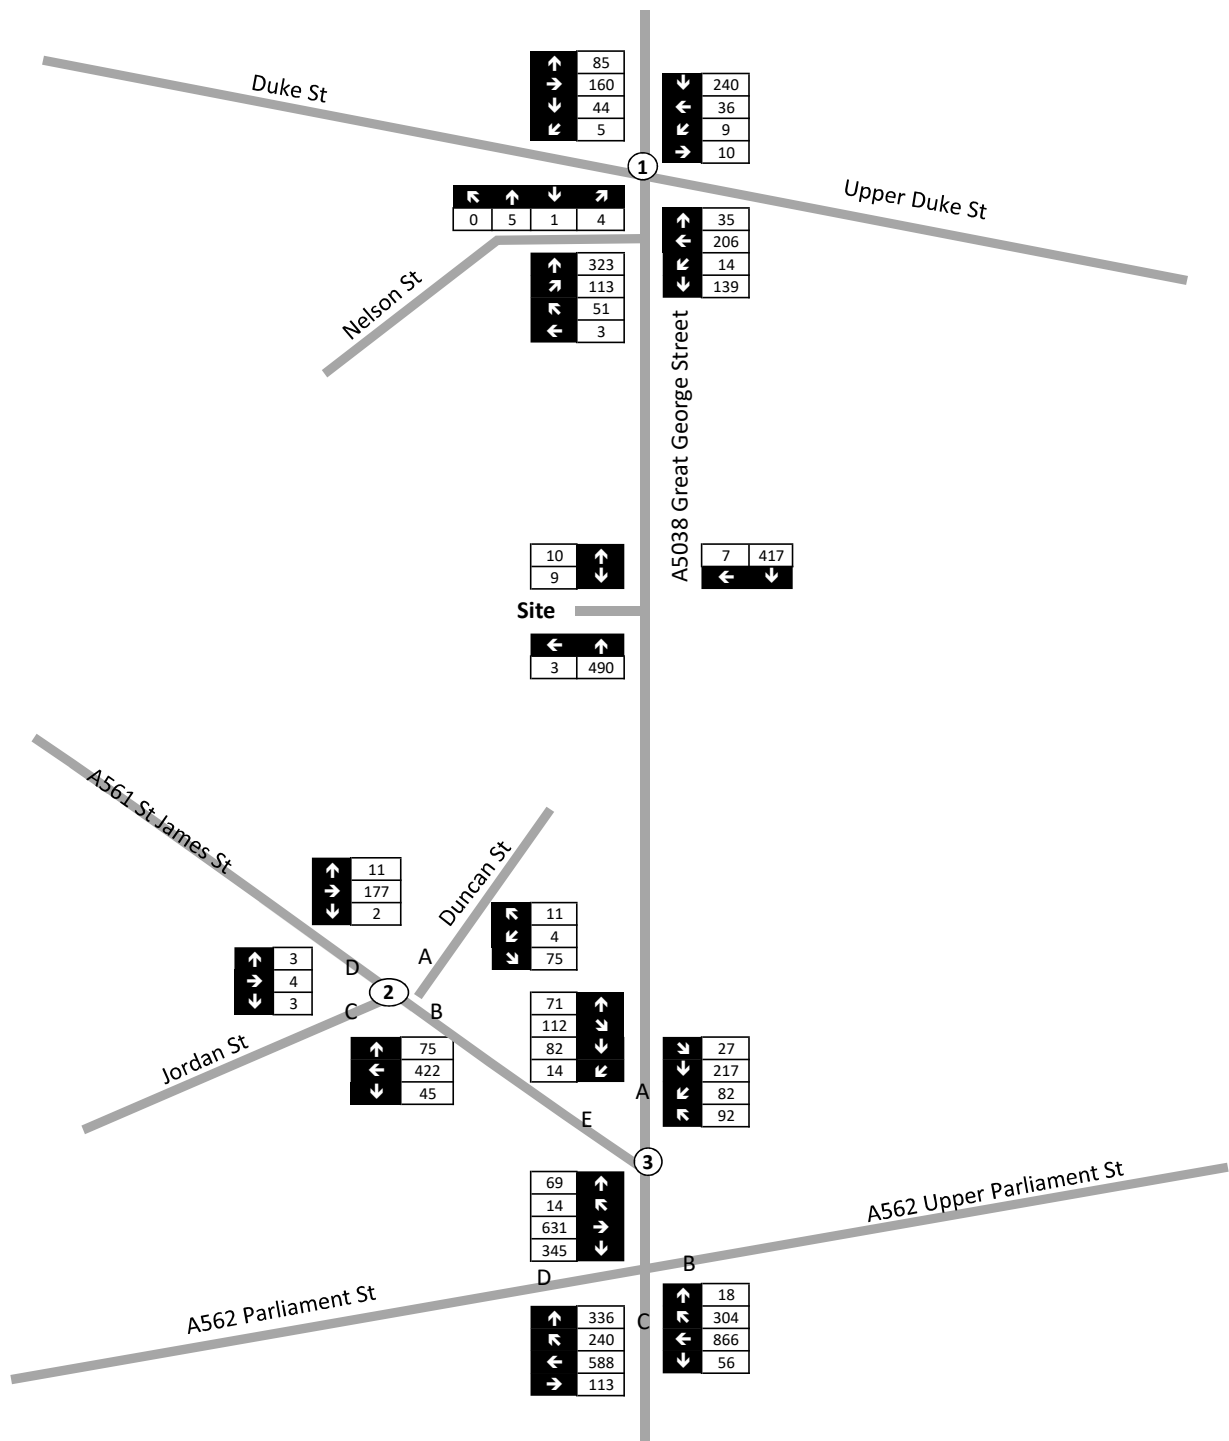 85
160
44
5
240
36
9
10
Duke St
1
Upper Duke St
0 5 1 4
35
206
14
139
323
113
51
3
Nelson St
A5038 Great George Street
10
9
7 417
Site
3 490
A561 St James St
11
177
2
Duncan St
11
4
75
3
4
3
D
A
2
C
B
Jordan St
75
422
45
71
112
82
14
27
217
82
92
A
E
3
69
14
631
345
A562 Upper Parliament St
B
D
A562 Parliament St
18
304
866
56
336
240
588
113
C